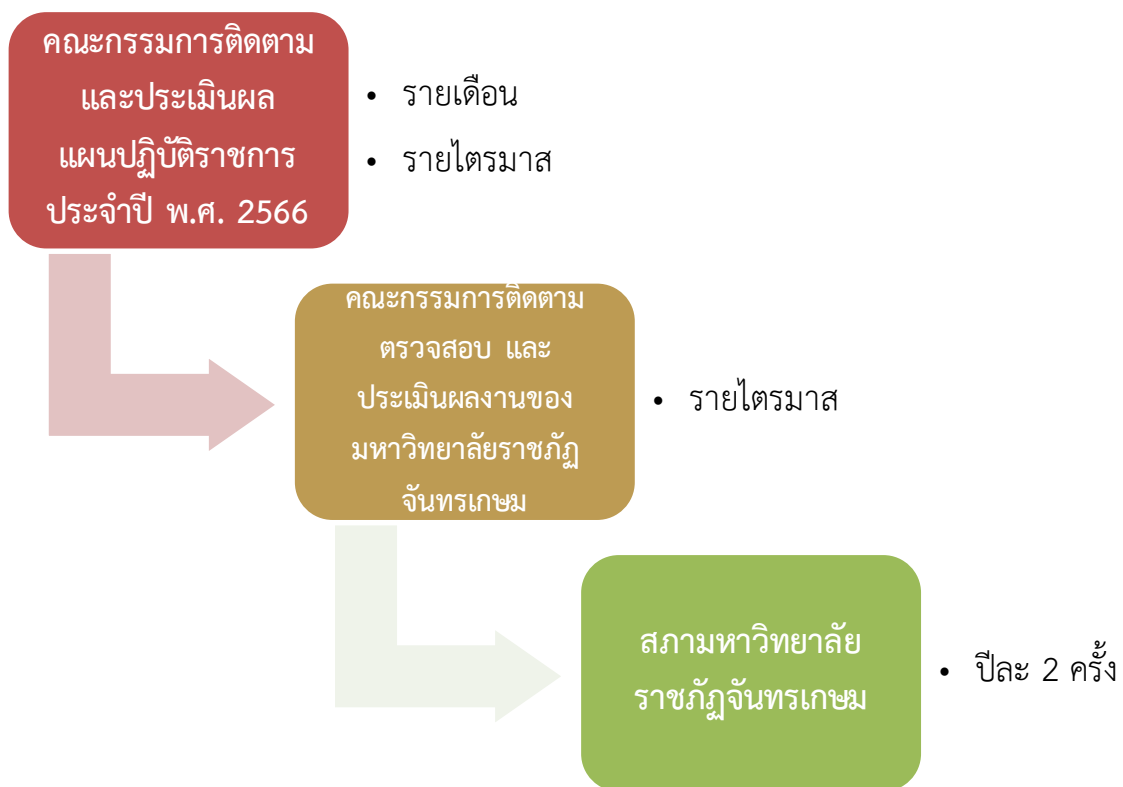 คณะกรรมการติดตาม
และประเมินผล
แผนปฏิบัติราชการ
ประจำปี พ.ศ. 2566
• รายเดือน
• รายไตรมาส
คณะกรรมการติดตาม
ตรวจสอบ และ
ประเมินผลงานของ
มหาวิทยาลัยราชภัฏ
จันทรเกษม
• รายไตรมาส
สภามหาวิทยาลัย
ราชภัฏจันทรเกษม
• ปีละ 2 ครั้ง